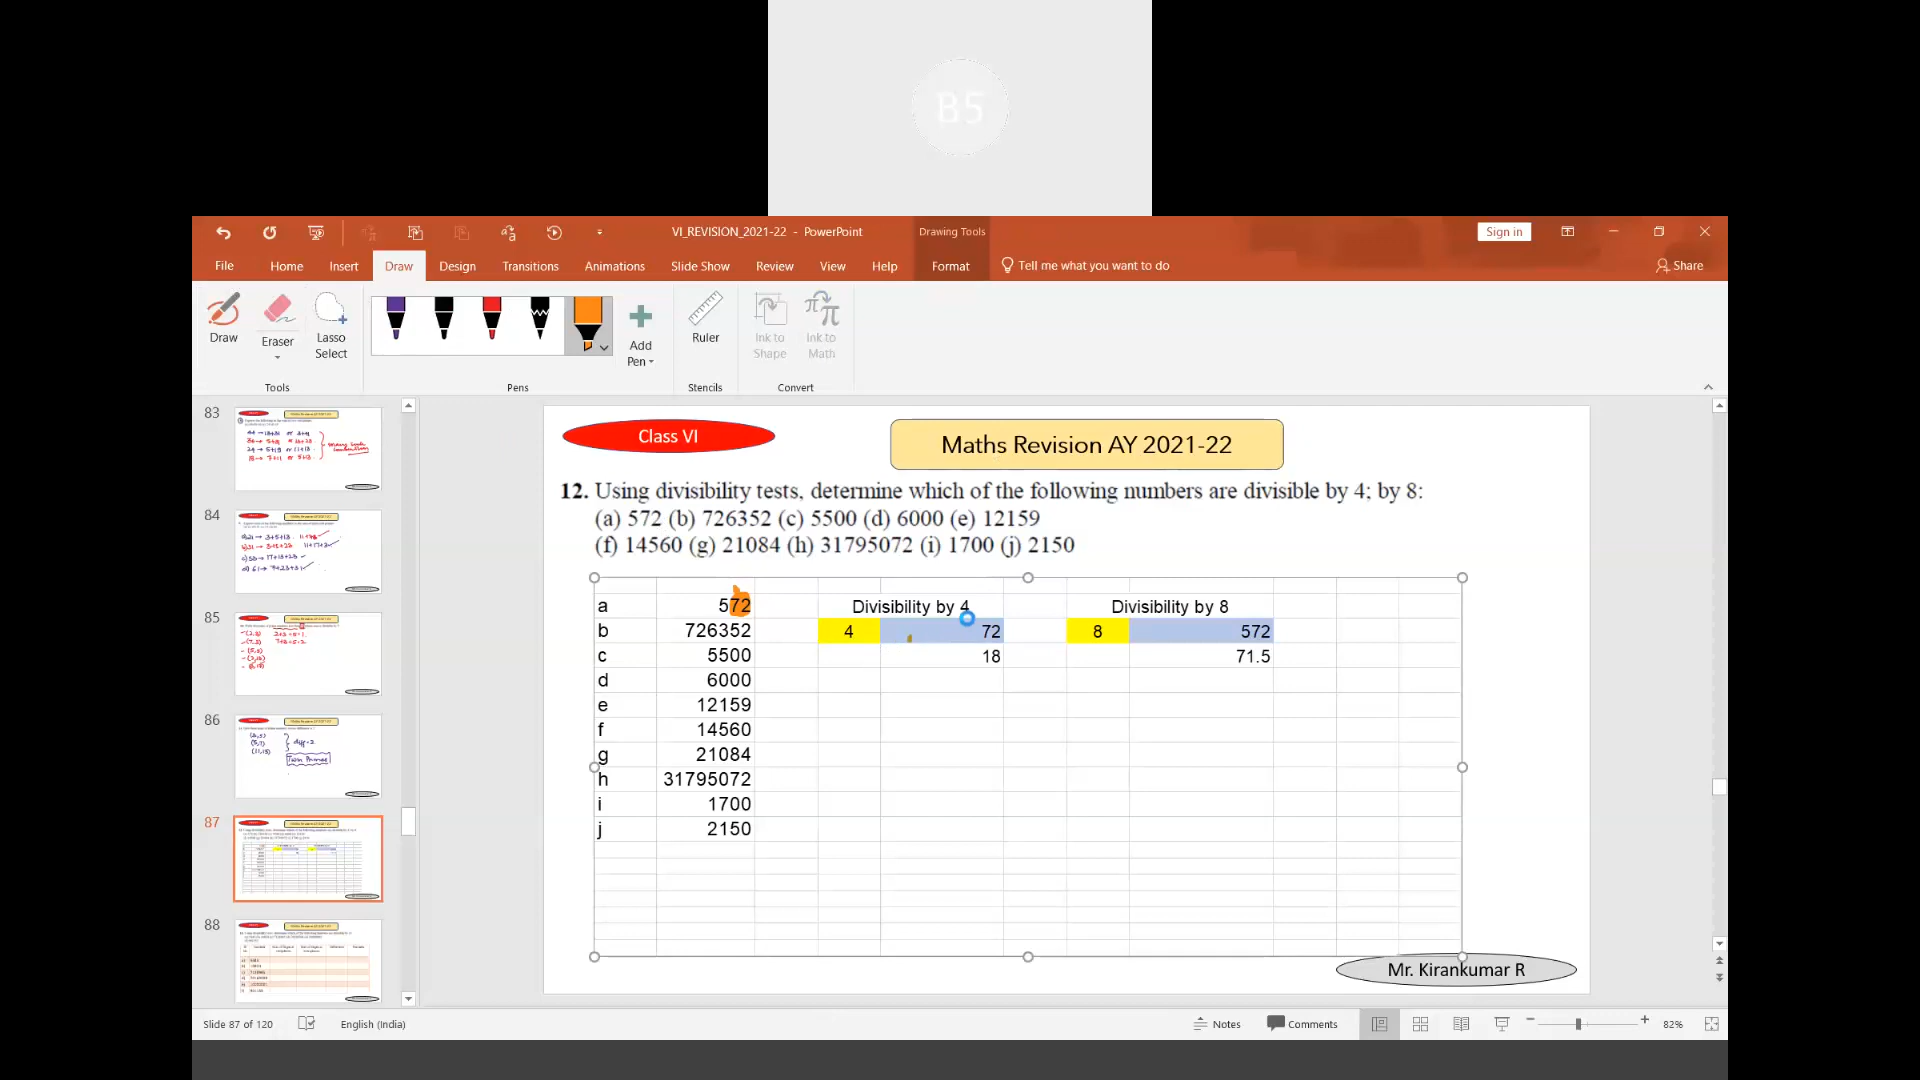 B5
VI_REVISION_2021-22 - PowerPoint
Drawing Tools
Sign in
File Home Insert Draw Design Transitions Animations Slide Show Review View Help Format Tell me what you want to do Share
Draw
Eraser
Lasso Select
Add Pen
Ruler
Ink to Shape
Ink to Math
Tools
Pens
Stencils
Convert
83
84
85
86
87
88
Class VI
Maths Revision AY 2021-22
12. Using divisibility tests, determine which of the following numbers are divisible by 4; by 8:
(a) 572 (b) 726352 (c) 5500 (d) 6000 (e) 12159
(f) 14560 (g) 21084 (h) 31795072 (i) 1700 (j) 2150
a 572 Divisibility by 4 Divisibility by 8
b 726352 4 72 8 572
c 5500 18 71.5
d 6000
e 12159
f 14560
g 21084
h 31795072
i 1700
j 2150
Mr. Kirankumar R
Slide 87 of 120 English (India) Notes Comments 82%